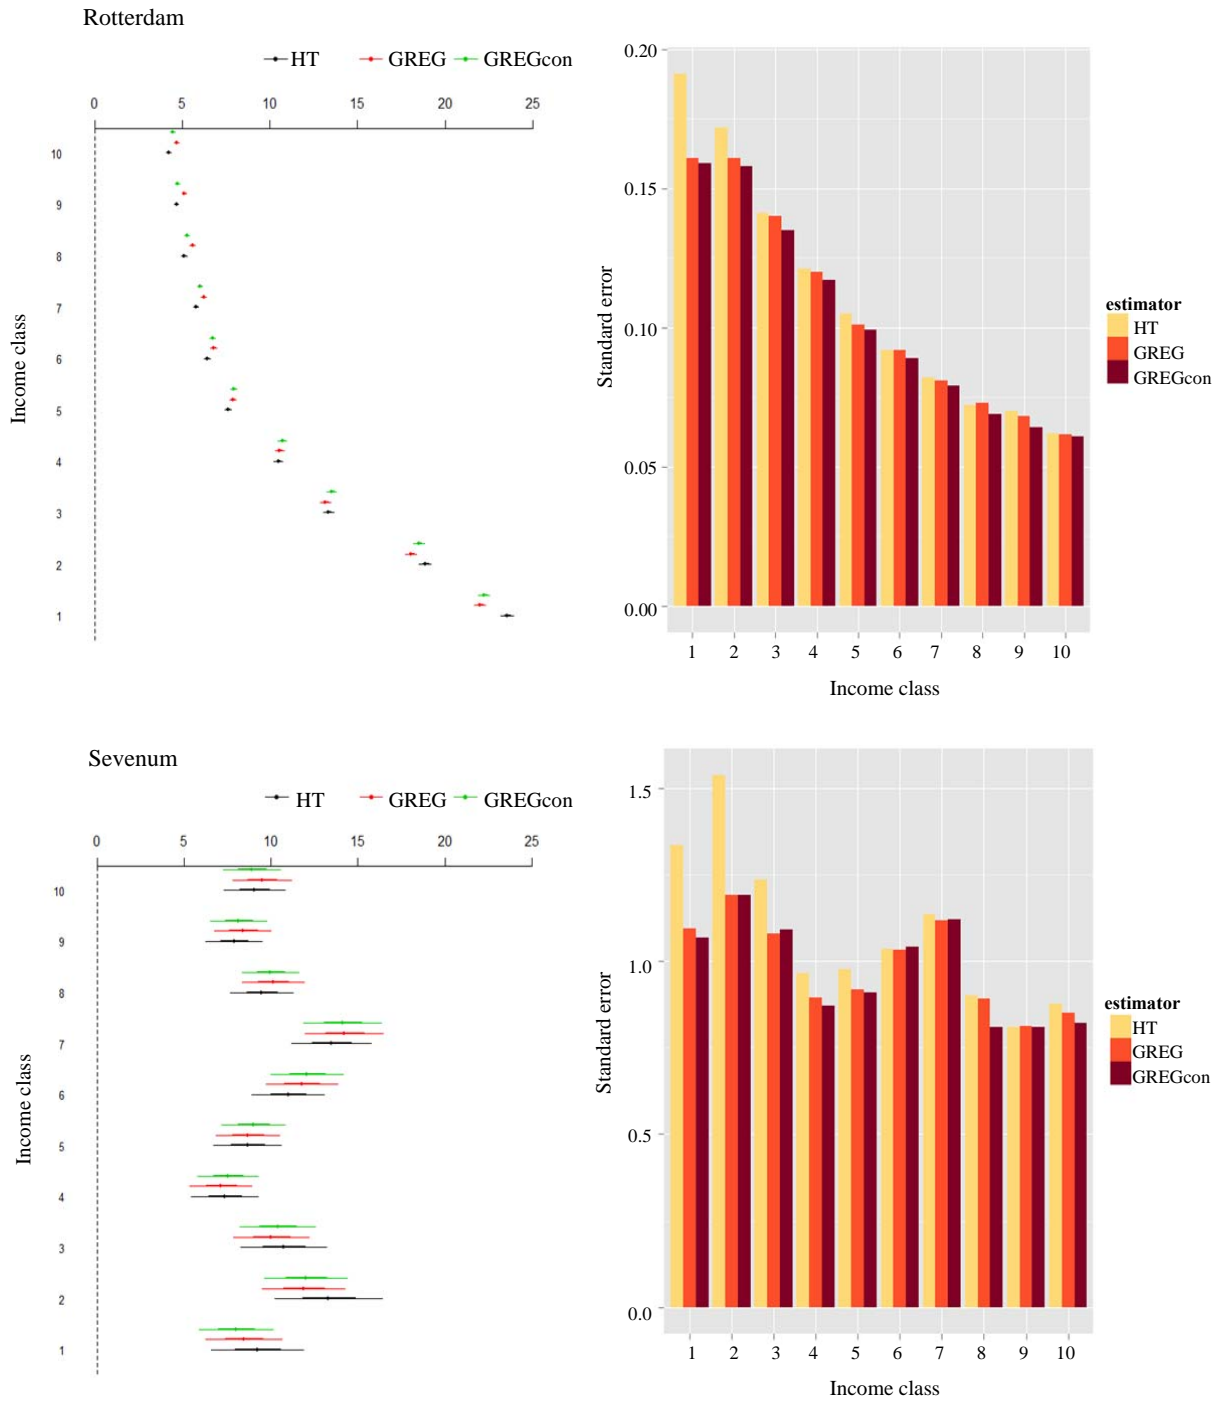 Rotterdam
HT GREG GREGcon
0 5 10 15 20 25
10
9
8
7
6
5
4
3
2
1
Income class
0.20
0.15
0.10
0.05
0.00
Standard error
1 2 3 4 5 6 7 8 9 10
Income class
estimator
HT
GREG
GREGcon
Sevenum
HT GREG GREGcon
0 5 10 15 20 25
10
9
8
7
6
5
4
3
2
1
Income class
1.5
1.0
0.5
0.0
Standard error
1 2 3 4 5 6 7 8 9 10
Income class
estimator
HT
GREG
GREGcon